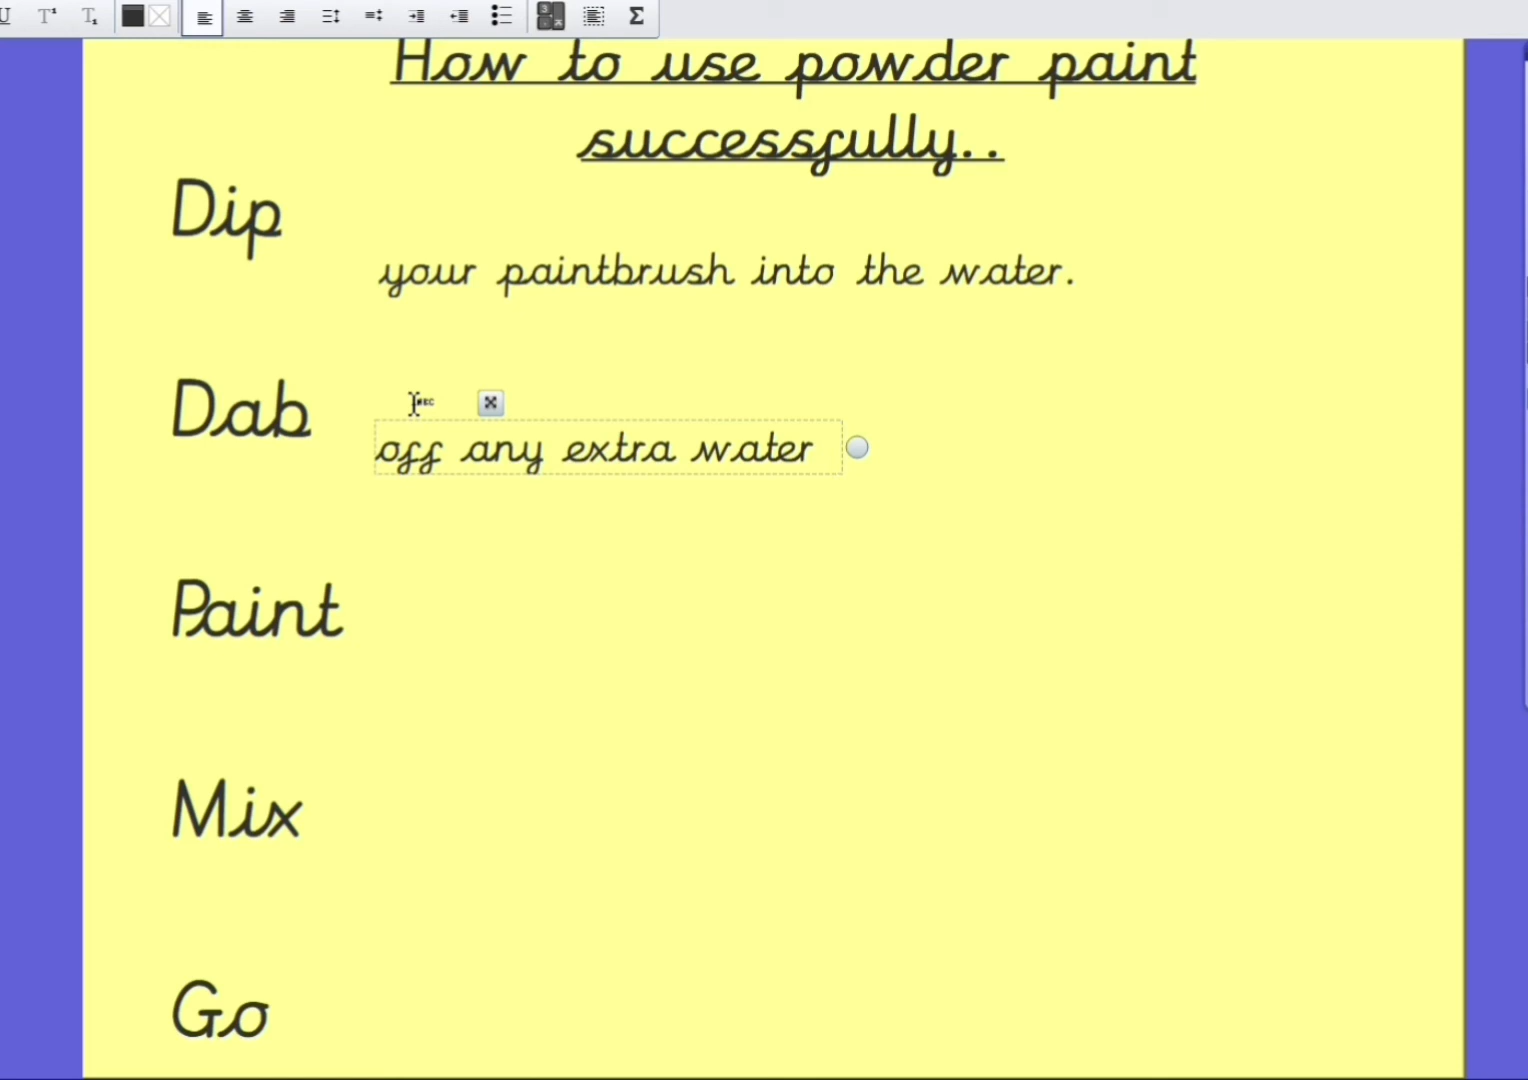 How to use powder paint
successfully..
Dip
your paintbrush into the water.
Dab
off any extra water
Paint
Mix
Go